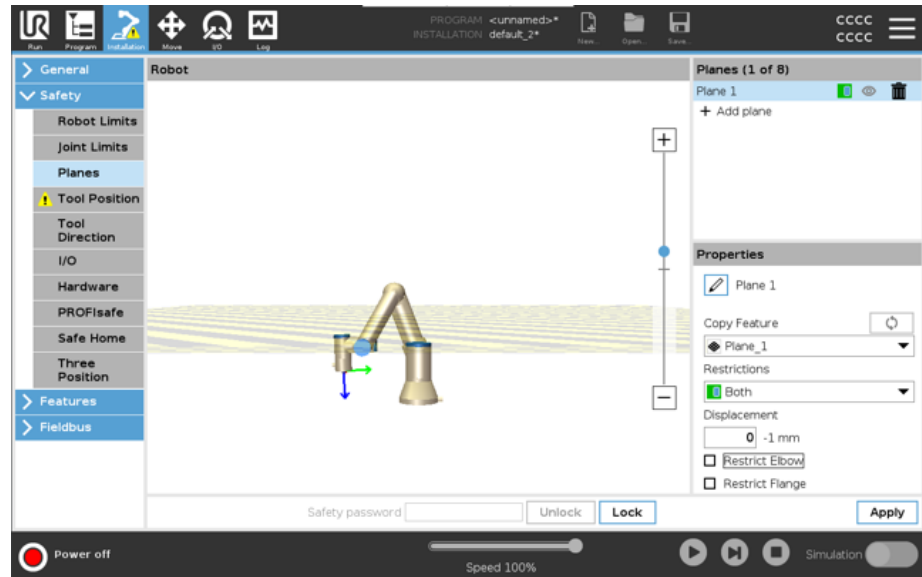 PROGRAM <unnamed>*
INSTALLATION default_2*
Run Program Installation Move I/O Log
New... Open... Save...
cccc
cccc
General
Safety
Robot Limits
Joint Limits
Planes
Tool Position
Tool
Direction
I/O
Hardware
PROFIsafe
Safe Home
Three
Position
Features
Fieldbus
Robot
Planes (1 of 8)
Plane 1
+ Add plane
Properties
Plane 1
Copy Feature
Plane_1
Restrictions
Both
Displacement
0 -1 mm
Restrict Elbow
Restrict Flange
Safety password Unlock Lock
Apply
Power off
Speed 100%
Simulation